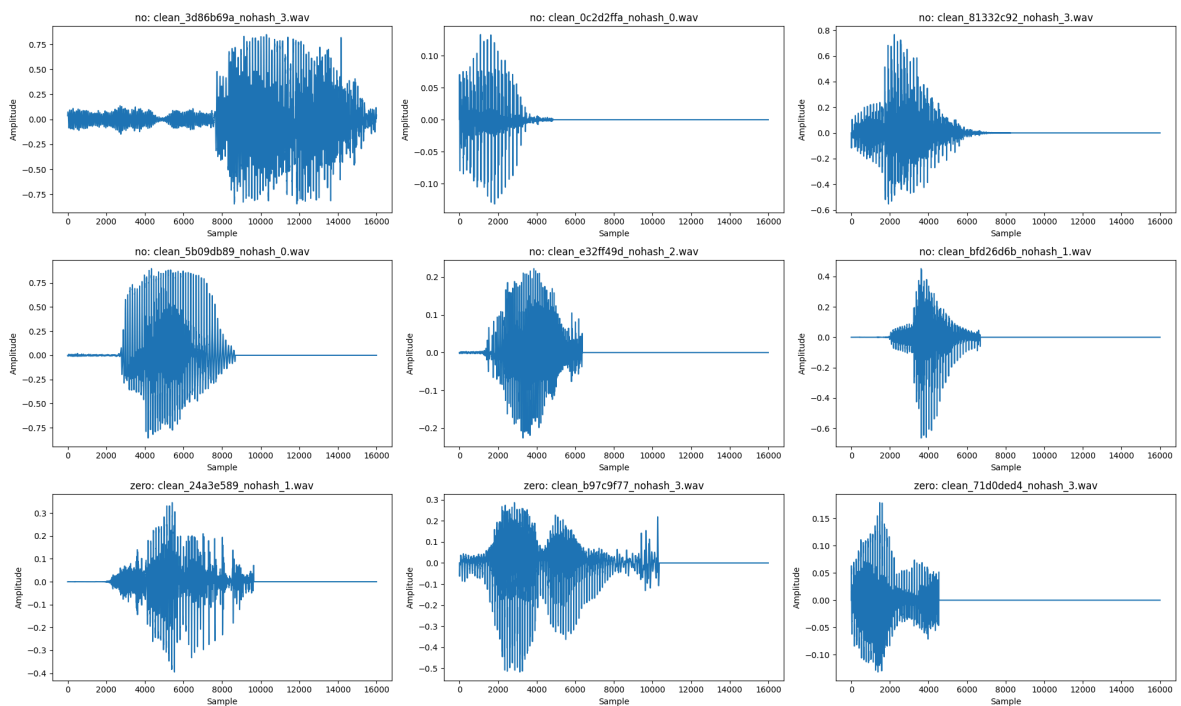 no: clean_3d86b69a_nohash_3.wav
0.75
0.50
0.25
0.00
−0.25
−0.50
−0.75
Amplitude
0 2000 4000 6000 8000 10000 12000 14000 16000
Sample
no: clean_0c2d2ffa_nohash_0.wav
0.10
0.05
0.00
−0.05
−0.10
Amplitude
0 2000 4000 6000 8000 10000 12000 14000 16000
Sample
no: clean_81332c92_nohash_3.wav
0.8
0.6
0.4
0.2
0.0
−0.2
−0.4
−0.6
Amplitude
0 2000 4000 6000 8000 10000 12000 14000 16000
Sample
no: clean_5b09db89_nohash_0.wav
0.75
0.50
0.25
0.00
−0.25
−0.50
−0.75
Amplitude
0 2000 4000 6000 8000 10000 12000 14000 16000
Sample
no: clean_e32ff49d_nohash_2.wav
0.2
0.1
0.0
−0.1
−0.2
Amplitude
0 2000 4000 6000 8000 10000 12000 14000 16000
Sample
no: clean_bfd26d6b_nohash_1.wav
0.4
0.2
0.0
−0.2
−0.4
−0.6
Amplitude
0 2000 4000 6000 8000 10000 12000 14000 16000
Sample
zero: clean_24a3e589_nohash_1.wav
0.3
0.2
0.1
0.0
−0.1
−0.2
−0.3
−0.4
Amplitude
0 2000 4000 6000 8000 10000 12000 14000 16000
Sample
zero: clean_b97c9f77_nohash_3.wav
0.3
0.2
0.1
0.0
−0.1
−0.2
−0.3
−0.4
−0.5
Amplitude
0 2000 4000 6000 8000 10000 12000 14000 16000
Sample
zero: clean_71d0ded4_nohash_3.wav
0.15
0.10
0.05
0.00
−0.05
−0.10
Amplitude
0 2000 4000 6000 8000 10000 12000 14000 16000
Sample